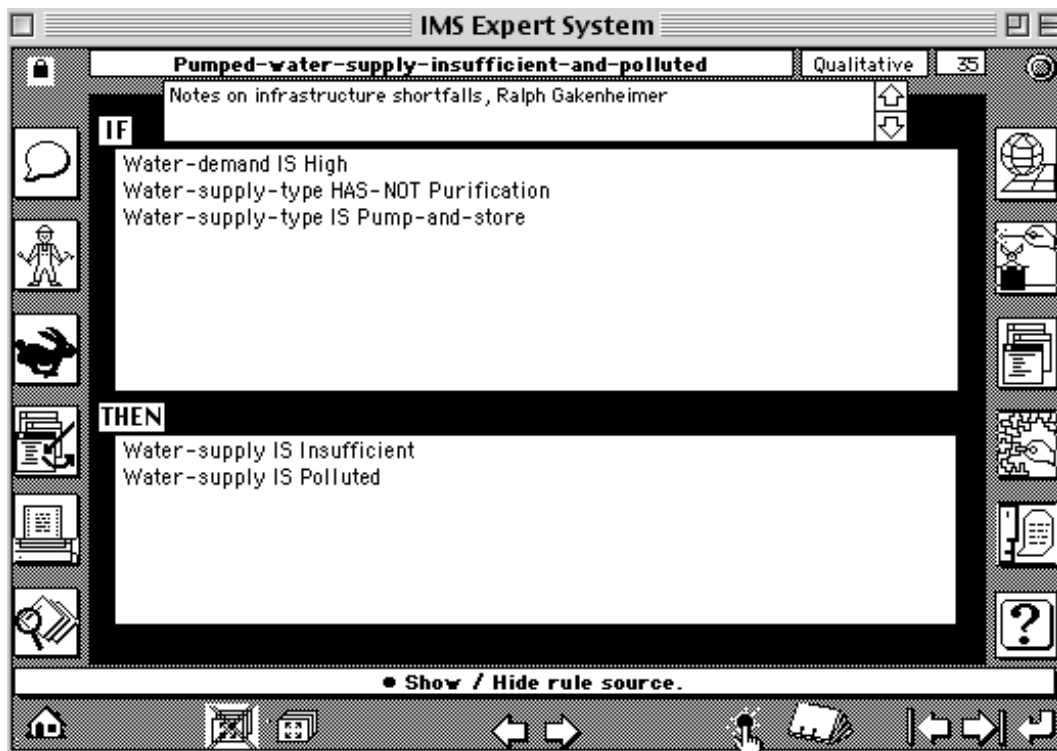 IMS Expert System
Pumped-water-supply-insufficient-and-polluted
Qualitative
35
Notes on infrastructure shortfalls, Ralph Gakenheimer
IF
Water-demand IS High
Water-supply-type HAS-NOT Purification
Water-supply-type IS Pump-and-store
THEN
Water-supply IS Insufficient
Water-supply IS Polluted
?
● Show / Hide rule source.